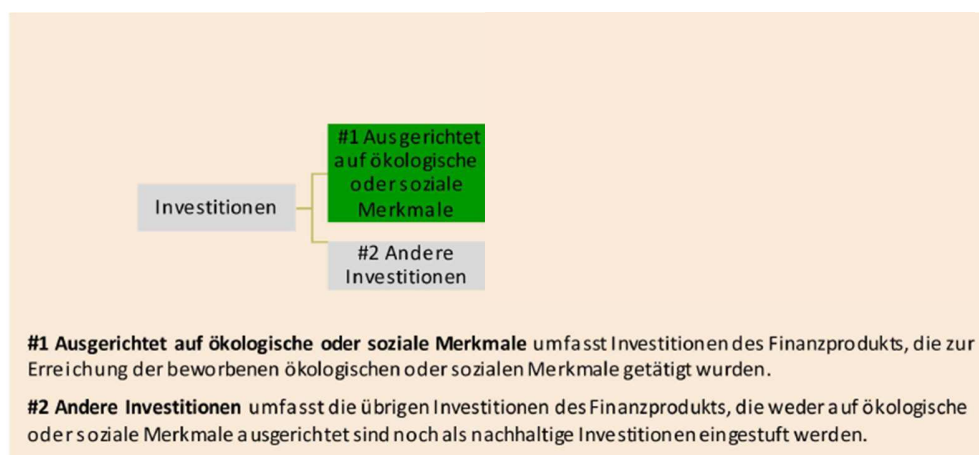 #1 Ausgerichtet
auf ökologische
oder soziale
Merkmale
Investitionen
#2 Andere
Investitionen
#1 Ausgerichtet auf ökologische oder soziale Merkmale umfasst Investitionen des Finanzprodukts, die zur
Erreichung der beworbenen ökologischen oder sozialen Merkmale getätigt wurden.
#2 Andere Investitionen umfasst die übrigen Investitionen des Finanzprodukts, die weder auf ökologische
oder soziale Merkmale ausgerichtet sind noch als nachhaltige Investitionen eingestuft werden.